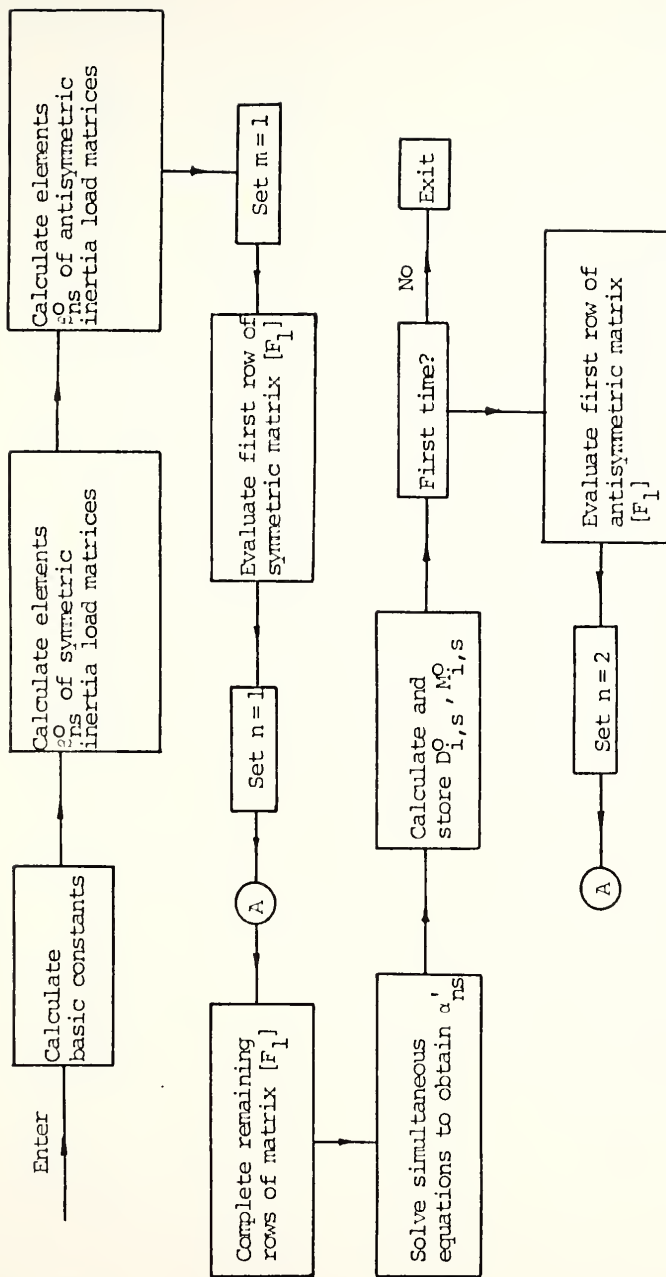 Enter
Calculate
basic constants
Calculate elements
of symmetric
inertia load matrices
Calculate elements
of antisymmetric
inertia load matrices
Set m = 1
Evaluate first row of
symmetric matrix [F₁]
Set n = 1
A
Complete remaining
rows of matrix [F₁]
Solve simultaneous
equations to obtain α'ns
Calculate and
store D°i,s , M°i,s
First time?
No
Exit
Evaluate first row of
antisymmetric matrix
[F₁]
Set n = 2
A